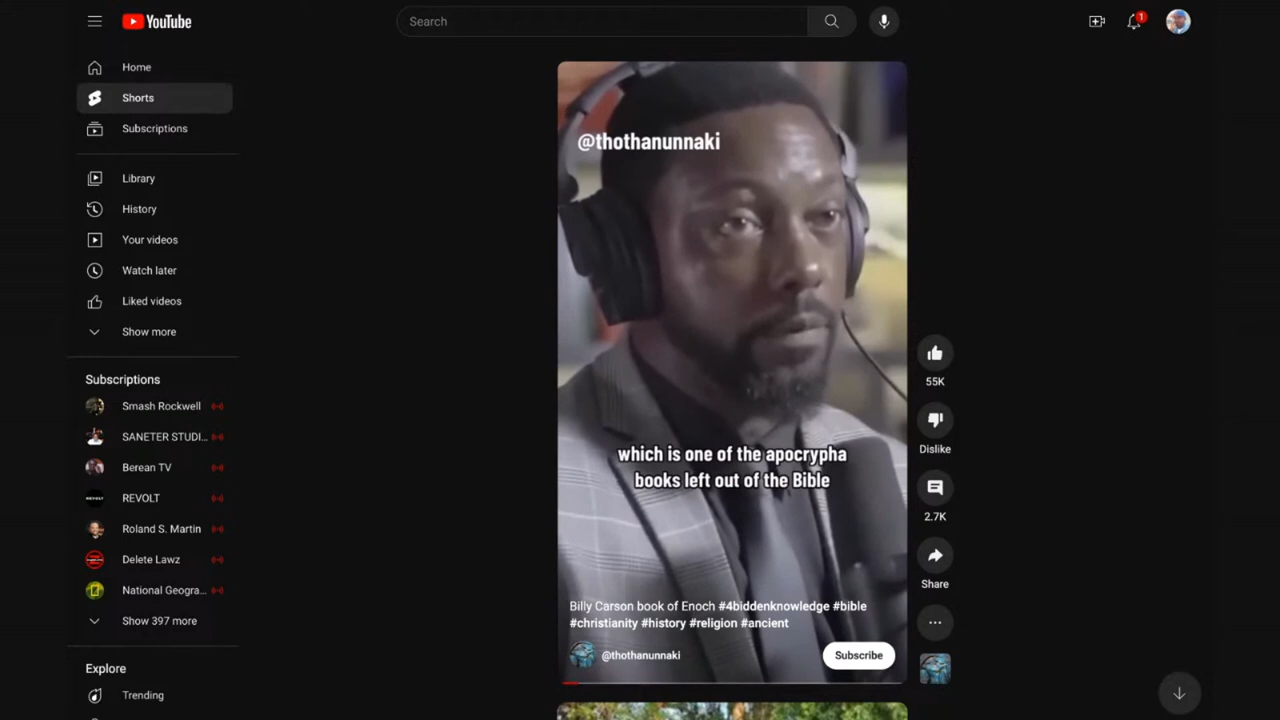 YouTube
Search
1
Home
Shorts
Subscriptions
Library
History
Your videos
Watch later
Liked videos
Show more
Subscriptions
Smash Rockwell
SANETER STUDI...
Berean TV
REVOLT
REVOLT
Roland S. Martin
Delete Lawz
National Geogra...
Show 397 more
Explore
Trending
@thothanunnaki
which is one of the apocrypha
books left out of the Bible
Billy Carson book of Enoch #4biddenknowledge #bible
#christianity #history #religion #ancient
@thothanunnaki
Subscribe
55K
Dislike
2.7K
Share